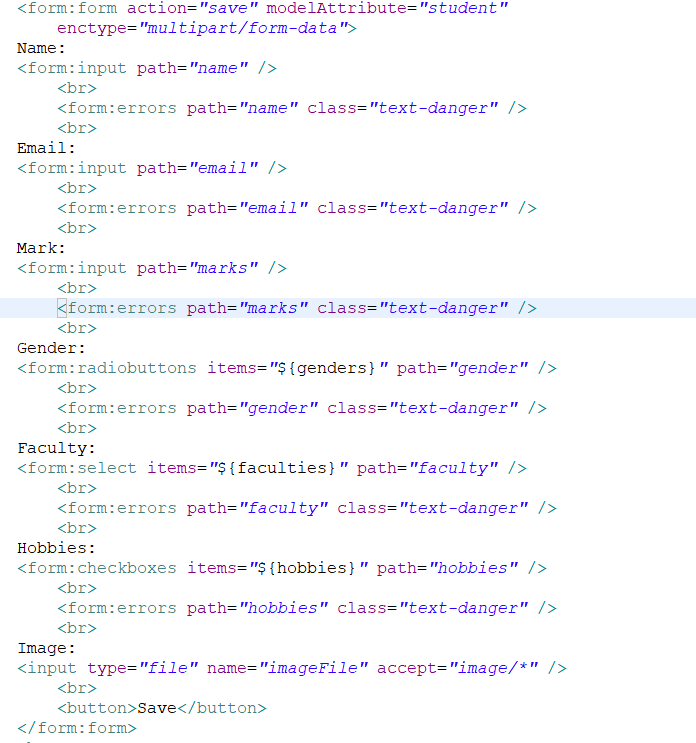 <form:form action="save" modelAttribute="student"
    enctype="multipart/form-data">
Name:
<form:input path="name" />
    <br>
    <form:errors path="name" class="text-danger" />
    <br>
Email:
<form:input path="email" />
    <br>
    <form:errors path="email" class="text-danger" />
    <br>
Mark:
<form:input path="marks" />
    <br>
    <form:errors path="marks" class="text-danger" />
    <br>
Gender:
<form:radiobuttons items="${genders}" path="gender" />
    <br>
    <form:errors path="gender" class="text-danger" />
    <br>
Faculty:
<form:select items="${faculties}" path="faculty" />
    <br>
    <form:errors path="faculty" class="text-danger" />
    <br>
Hobbies:
<form:checkboxes items="${hobbies}" path="hobbies" />
    <br>
    <form:errors path="hobbies" class="text-danger" />
    <br>
Image:
<input type="file" name="imageFile" accept="image/*" />
    <br>
    <button>Save</button>
</form:form>